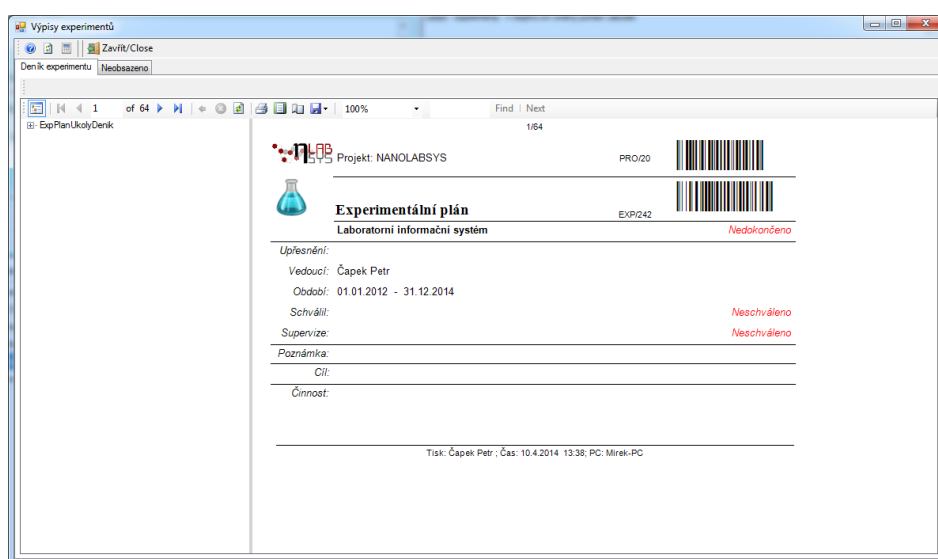 Výpisy experimentů
Zavřít/Close
Deník experimentu Neobsazeno
1 of 64 100% Find | Next
ExpPlanUkolyDenik
1/64
nLAB SYS Projekt: NANOLABSYS PRO/20
Experimentální plán EXP/242
Laboratorní informační systém Nedokončeno
Upřesnění:
Vedoucí: Čapek Petr
Období: 01.01.2012 - 31.12.2014
Schválil: Neschváleno
Supervize: Neschváleno
Poznámka:
Cíl:
Činnost:
Tisk: Čapek Petr ; Čas: 10.4.2014 13:38; PC: Mirek-PC